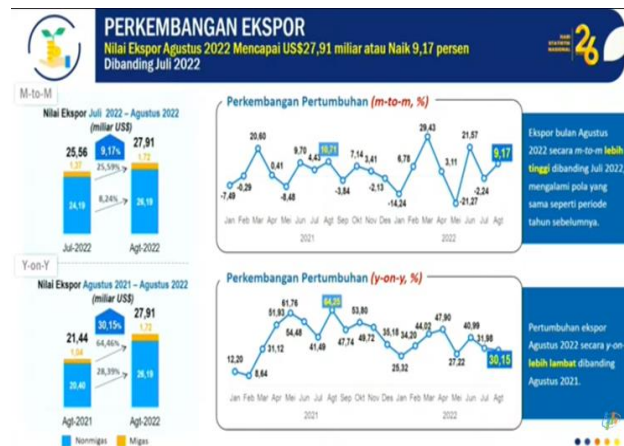 PERKEMBANGAN EKSPOR
Nilai Ekspor Agustus 2022 Mencapai US$27,91 miliar atau Naik 9,17 persen
Dibanding Juli 2022
HARI
STATISTIK
NASIONAL
26
M-to-M
Nilai Ekspor Juli 2022 – Agustus 2022
(miliar US$)
25,56
9,17%
27,91
1,37
25,59%
1,72
24,19
8,24%
26,19
Jul-2022
Agt-2022
Perkembangan Pertumbuhan (m-to-m, %)
-7,49 -0,29 20,60 0,41 -8,48 9,70 4,43 10,71 -3,84 7,14 3,41 -2,13 -14,24 6,78 29,43 3,11 -21,27 21,57 -2,24 9,17
Jan Feb Mar Apr Mei Jun Jul Agt Sep Okt Nov Des Jan Feb Mar Apr Mei Jun Jul Agt
2021 2022
Ekspor bulan Agustus
2022 secara m-to-m lebih
tinggi dibanding Juli 2022,
mengalami pola yang
sama seperti periode
tahun sebelumnya.
Y-on-Y
Nilai Ekspor Agustus 2021 – Agustus 2022
(miliar US$)
21,44
30,15%
27,91
1,04
64,46%
1,72
20,40
28,39%
26,19
Agt-2021
Agt-2022
Nonmigas Migas
Perkembangan Pertumbuhan (y-on-y, %)
12,20 8,64 31,12 51,93 61,76 54,48 41,49 64,20 47,74 53,80 49,72 35,18 25,32 34,20 44,02 47,90 27,22 40,99 31,98 30,15
Jan Feb Mar Apr Mei Jun Jul Agt Sep Okt Nov Des Jan Feb Mar Apr Mei Jun Jul Agt
2021 2022
Pertumbuhan ekspor
Agustus 2022 secara y-on-
lebih lambat dibanding
Agustus 2021.